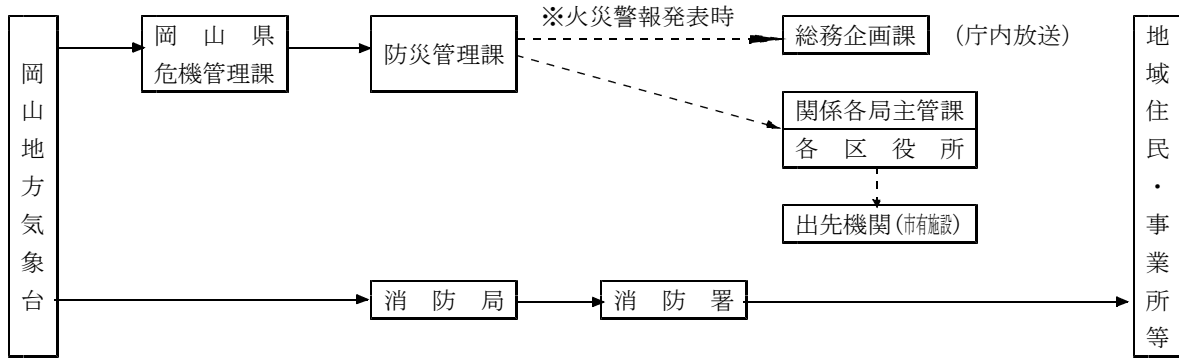 岡山地方気象台
岡山県
危機管理課
防災管理課
※火災警報発表時
総務企画課
(庁内放送)
関係各局主管課
各区役所
出先機関(市有施設)
消防局
消防署
地域住民・事業所等